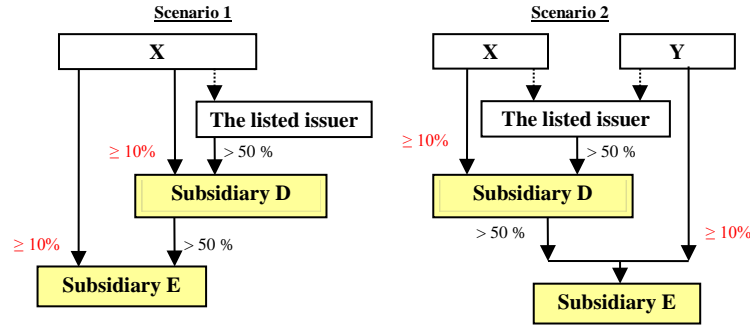 Scenario 1
X
The listed issuer
≥ 10%
> 50 %
Subsidiary D
≥ 10%
> 50 %
Subsidiary E
Scenario 2
X
Y
The listed issuer
≥ 10%
> 50 %
Subsidiary D
> 50 %
≥ 10%
Subsidiary E